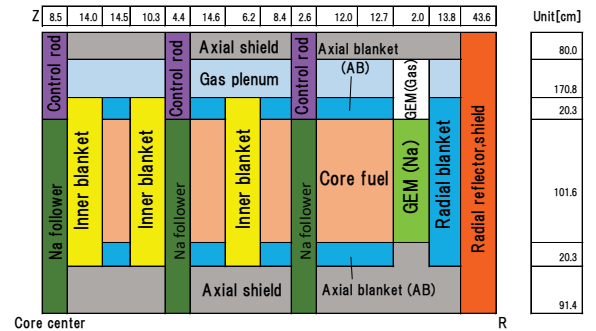 Z 8.5 14.0 14.5 10.3 4.4 14.6 6.2 8.4 2.6 12.0 12.7 2.0 13.8 43.6 Unit[cm]
Control rod
Control rod
Control rod
Axial shield
Axial blanket
(AB)
Gas plenum
GEM(Gas)
80.0
170.8
20.3
101.6
20.3
91.4
Na follower
Inner blanket
Inner blanket
Na follower
Inner blanket
Na follower
Core fuel
GEM (Na)
Radial blanket
Radial reflector,shield
Axial shield
Axial blanket (AB)
Core center
R